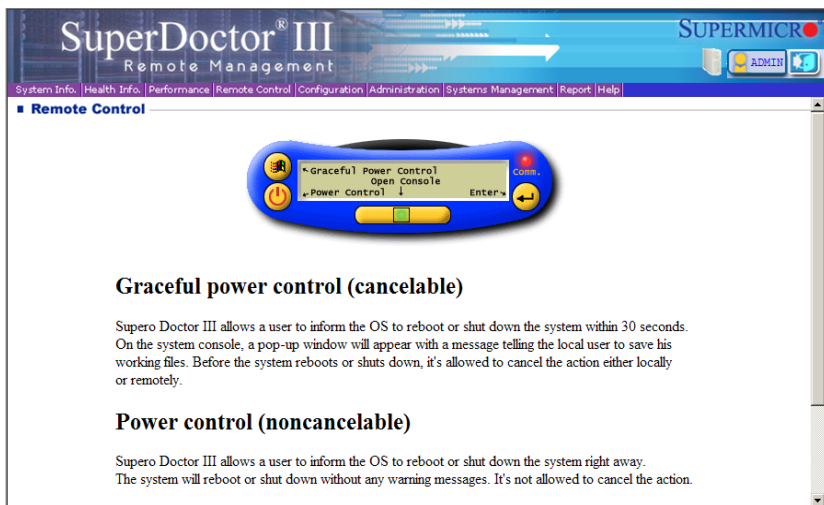 SuperDoctor® III
Remote Management
SUPERMICRO
ADMIN
System Info. Health Info. Performance Remote Control Configuration Administration Systems Management Report Help
Remote Control
Graceful Power Control
Open Console
Power Control
Enter
Comm.
Graceful power control (cancelable)
Supero Doctor III allows a user to inform the OS to reboot or shut down the system within 30 seconds.
On the system console, a pop-up window will appear with a message telling the local user to save his
working files. Before the system reboots or shuts down, it's allowed to cancel the action either locally
or remotely.
Power control (noncancelable)
Supero Doctor III allows a user to inform the OS to reboot or shut down the system right away.
The system will reboot or shut down without any warning messages. It's not allowed to cancel the action.